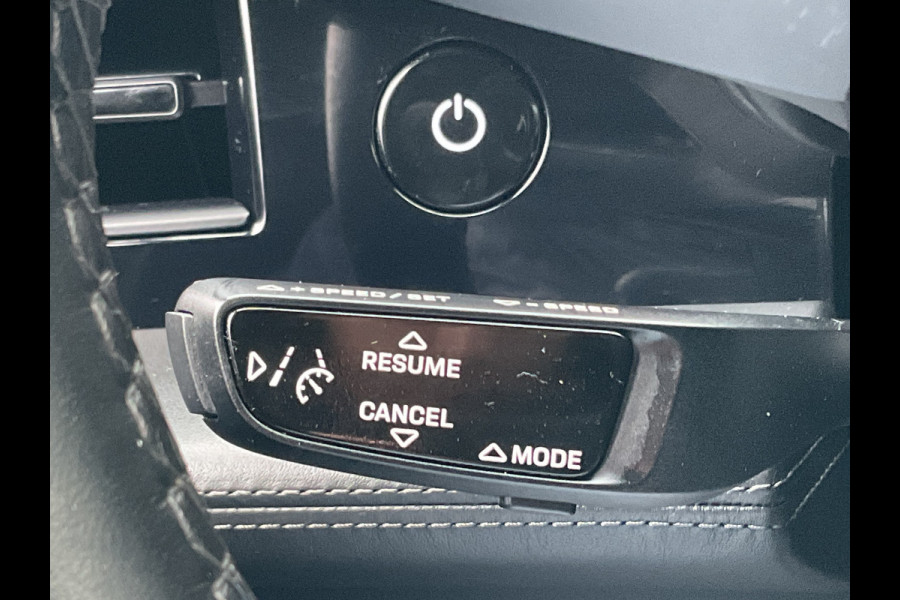 + SPEED / SET - SPEED
RESUME
CANCEL
MODE